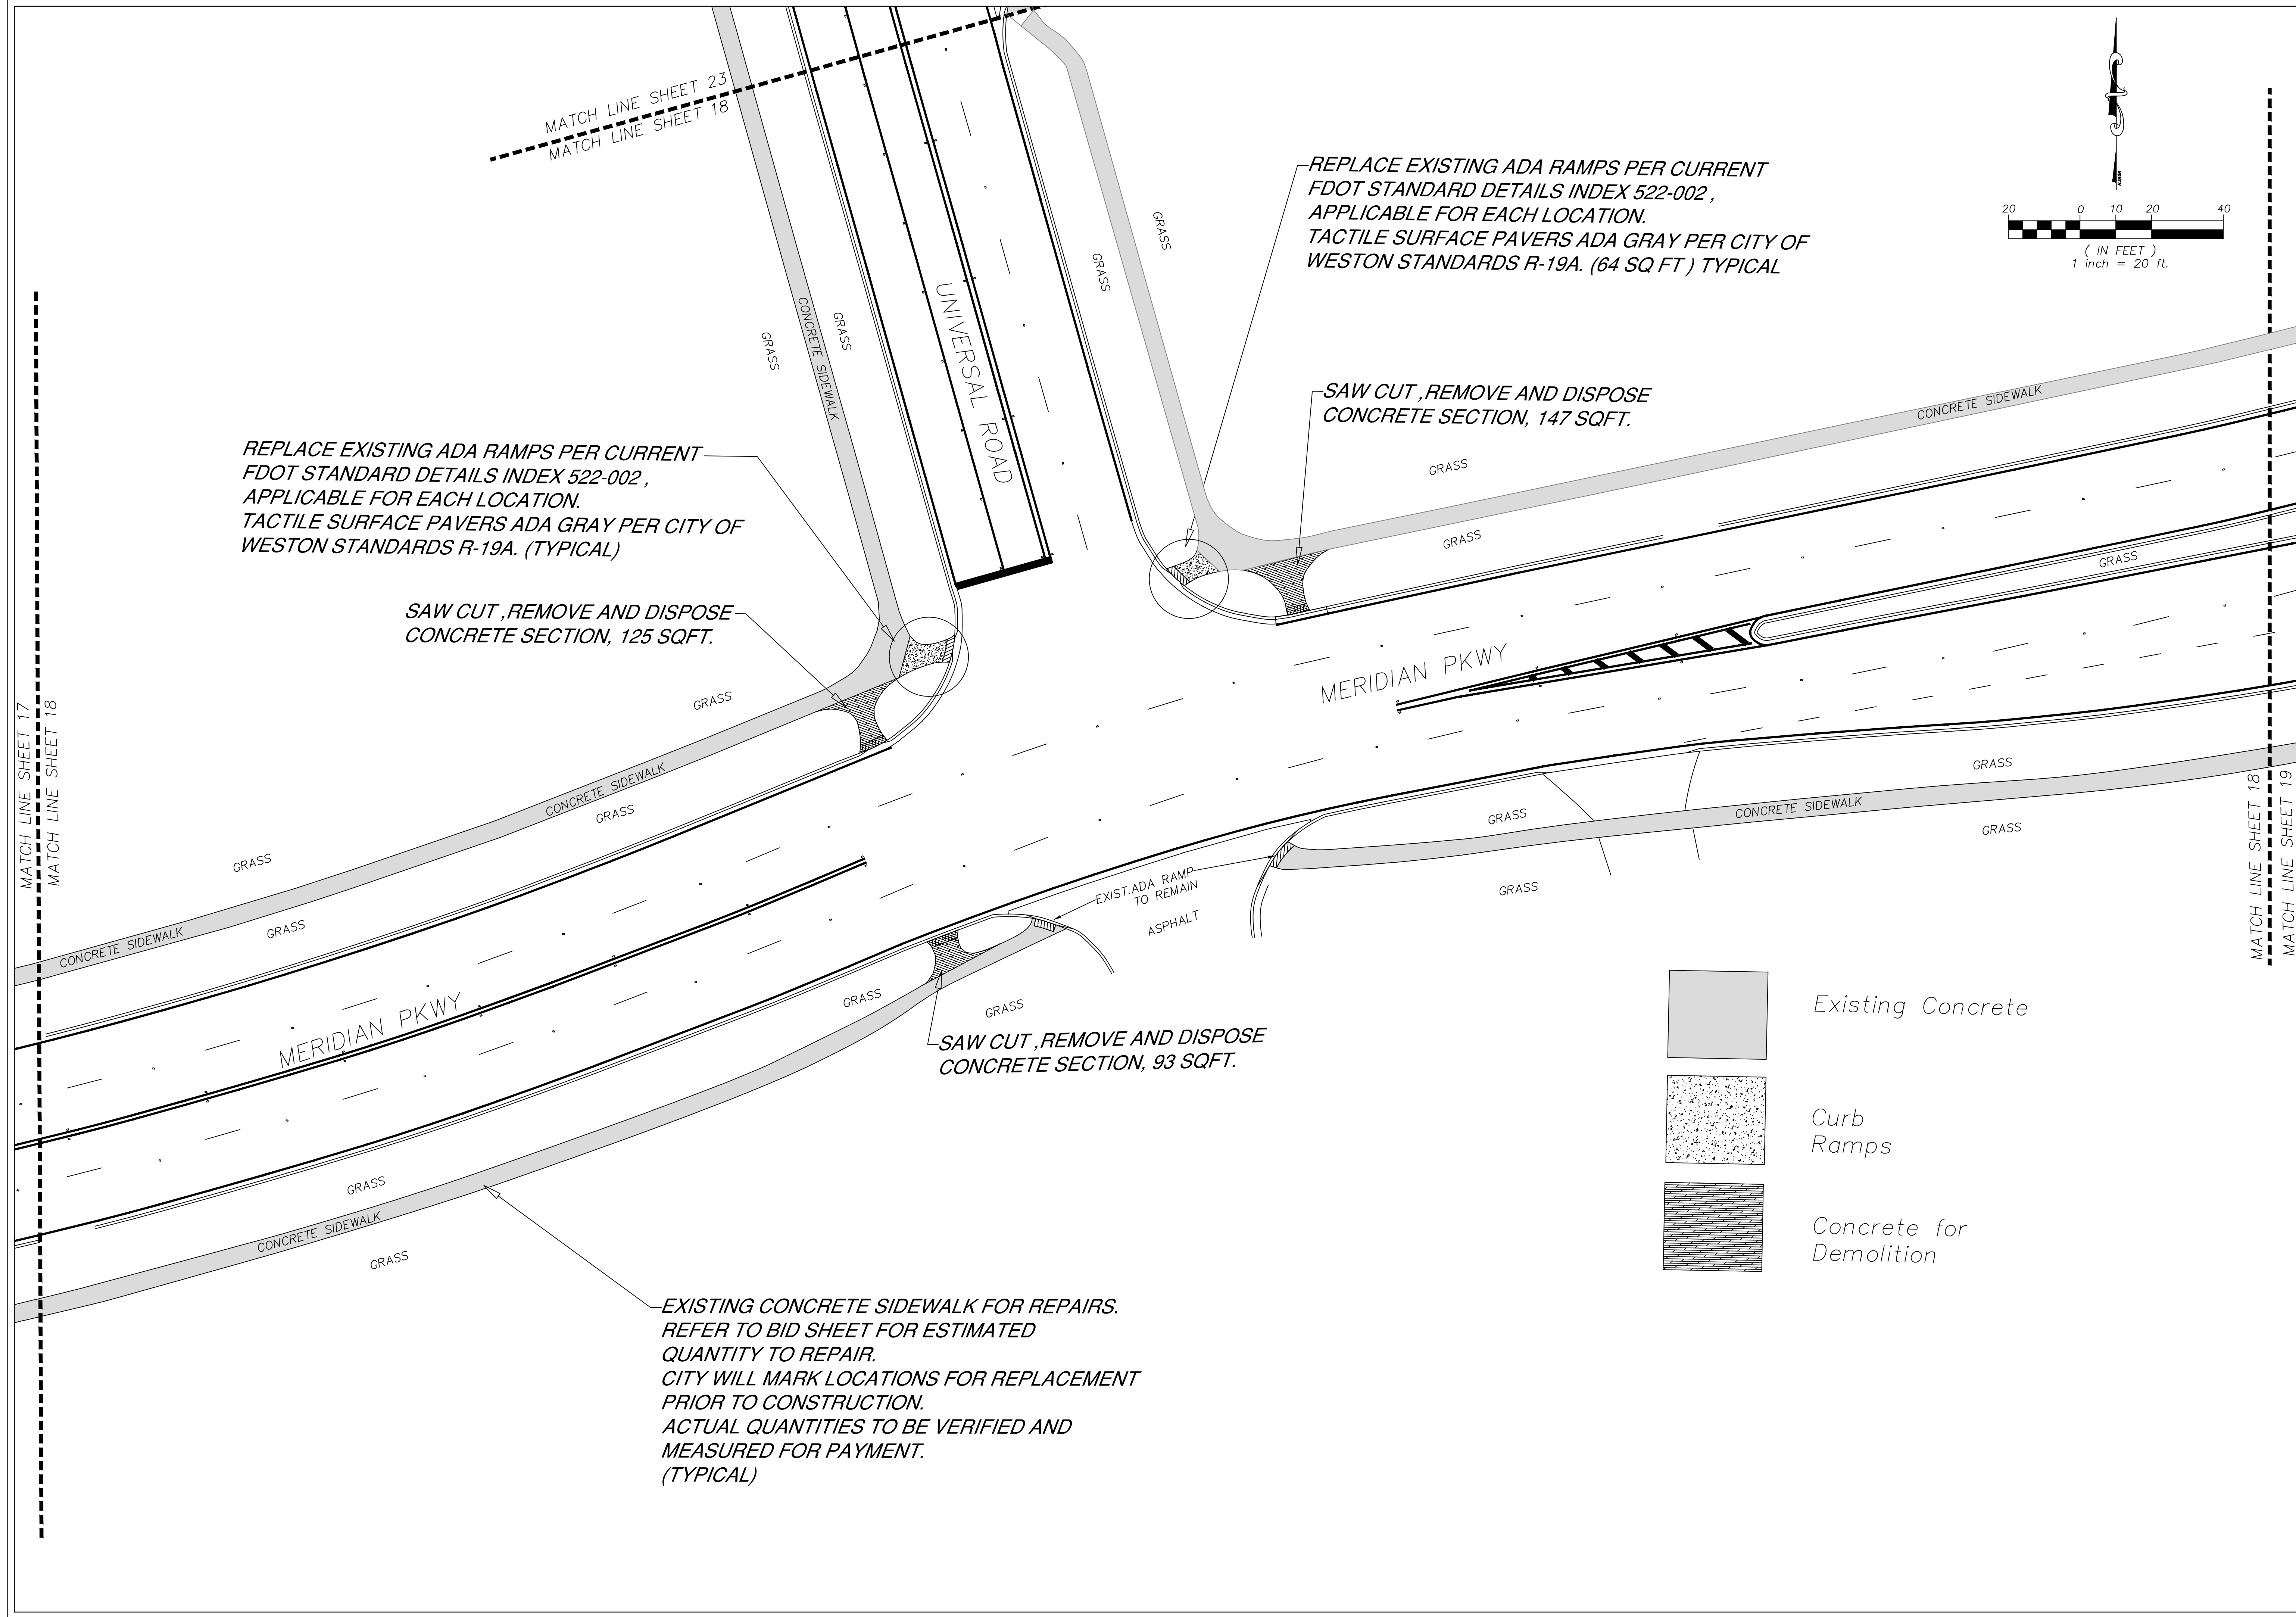 MATCH LINE SHEET 23
MATCH LINE SHEET 18
REPLACE EXISTING ADA RAMPS PER CURRENT
FDOT STANDARD DETAILS INDEX 522-002 ,
APPLICABLE FOR EACH LOCATION.
TACTILE SURFACE PAVERS ADA GRAY PER CITY OF
WESTON STANDARDS R-19A. (64 SQ FT ) TYPICAL
20 0 10 20 40
( IN FEET )
1 inch = 20 ft.
GRASS
GRASS
CONCRETE SIDEWALK
GRASS
GRASS
UNIVERSAL ROAD
SAW CUT ,REMOVE AND DISPOSE
CONCRETE SECTION, 147 SQFT.
CONCRETE SIDEWALK
GRASS
GRASS
GRASS
REPLACE EXISTING ADA RAMPS PER CURRENT
FDOT STANDARD DETAILS INDEX 522-002 ,
APPLICABLE FOR EACH LOCATION.
TACTILE SURFACE PAVERS ADA GRAY PER CITY OF
WESTON STANDARDS R-19A. (TYPICAL)
SAW CUT ,REMOVE AND DISPOSE
CONCRETE SECTION, 125 SQFT.
GRASS
MERIDIAN PKWY
MATCH LINE SHEET 17
MATCH LINE SHEET 18
CONCRETE SIDEWALK
GRASS
GRASS
GRASS
CONCRETE SIDEWALK
GRASS
GRASS
CONCRETE SIDEWALK
GRASS
GRASS
MATCH LINE SHEET 18
MATCH LINE SHEET 19
EXIST.ADA RAMP
TO REMAIN
ASPHALT
MERIDIAN PKWY
GRASS
GRASS
SAW CUT ,REMOVE AND DISPOSE
CONCRETE SECTION, 93 SQFT.
Existing Concrete
Curb
Ramps
Concrete for
Demolition
GRASS
CONCRETE SIDEWALK
GRASS
EXISTING CONCRETE SIDEWALK FOR REPAIRS.
REFER TO BID SHEET FOR ESTIMATED
QUANTITY TO REPAIR.
CITY WILL MARK LOCATIONS FOR REPLACEMENT
PRIOR TO CONSTRUCTION.
ACTUAL QUANTITIES TO BE VERIFIED AND
MEASURED FOR PAYMENT.
(TYPICAL)